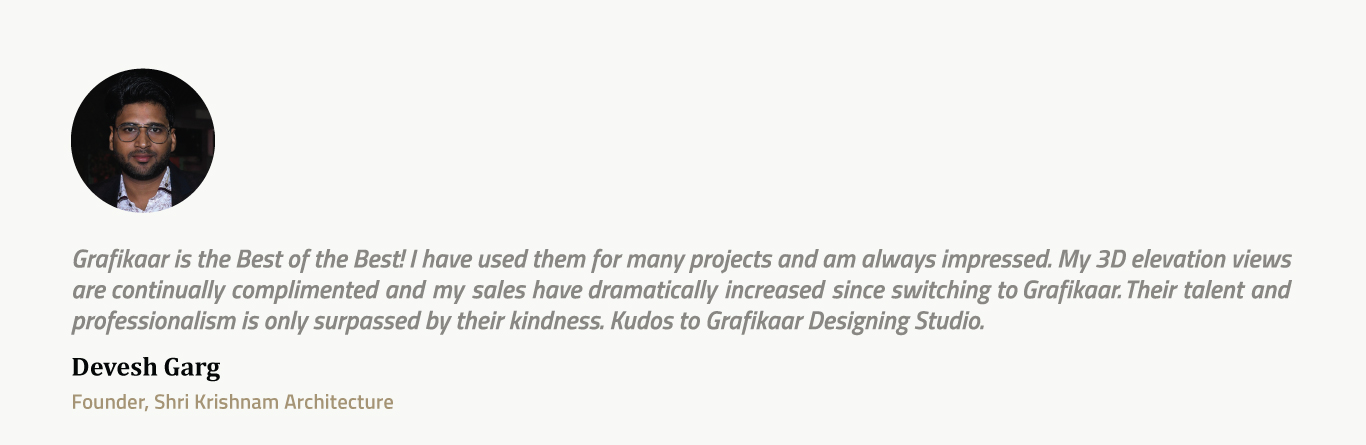 Grafikaar is the Best of the Best! I have used them for many projects and am always impressed. My 3D elevation views
are continually complimented and my sales have dramatically increased since switching to Grafikaar. Their talent and
professionalism is only surpassed by their kindness. Kudos to Grafikaar Designing Studio.
Devesh Garg
Founder, Shri Krishnam Architecture